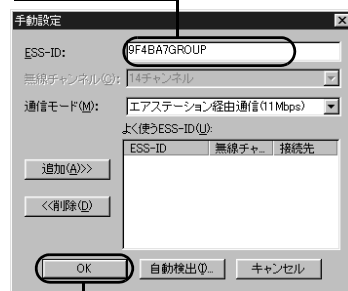 手動設定
ESS-ID:
9F4BA7GROUP
無線チャンネル(O):
14チャンネル
通信モード(M):
エアステーション経由通信(11Mbps)
よく使うESS-ID(U):
ESS-ID 無線チャ... 接続先
追加(A)>>
<<削除(D)
OK
自動検出(I)...
キャンセル